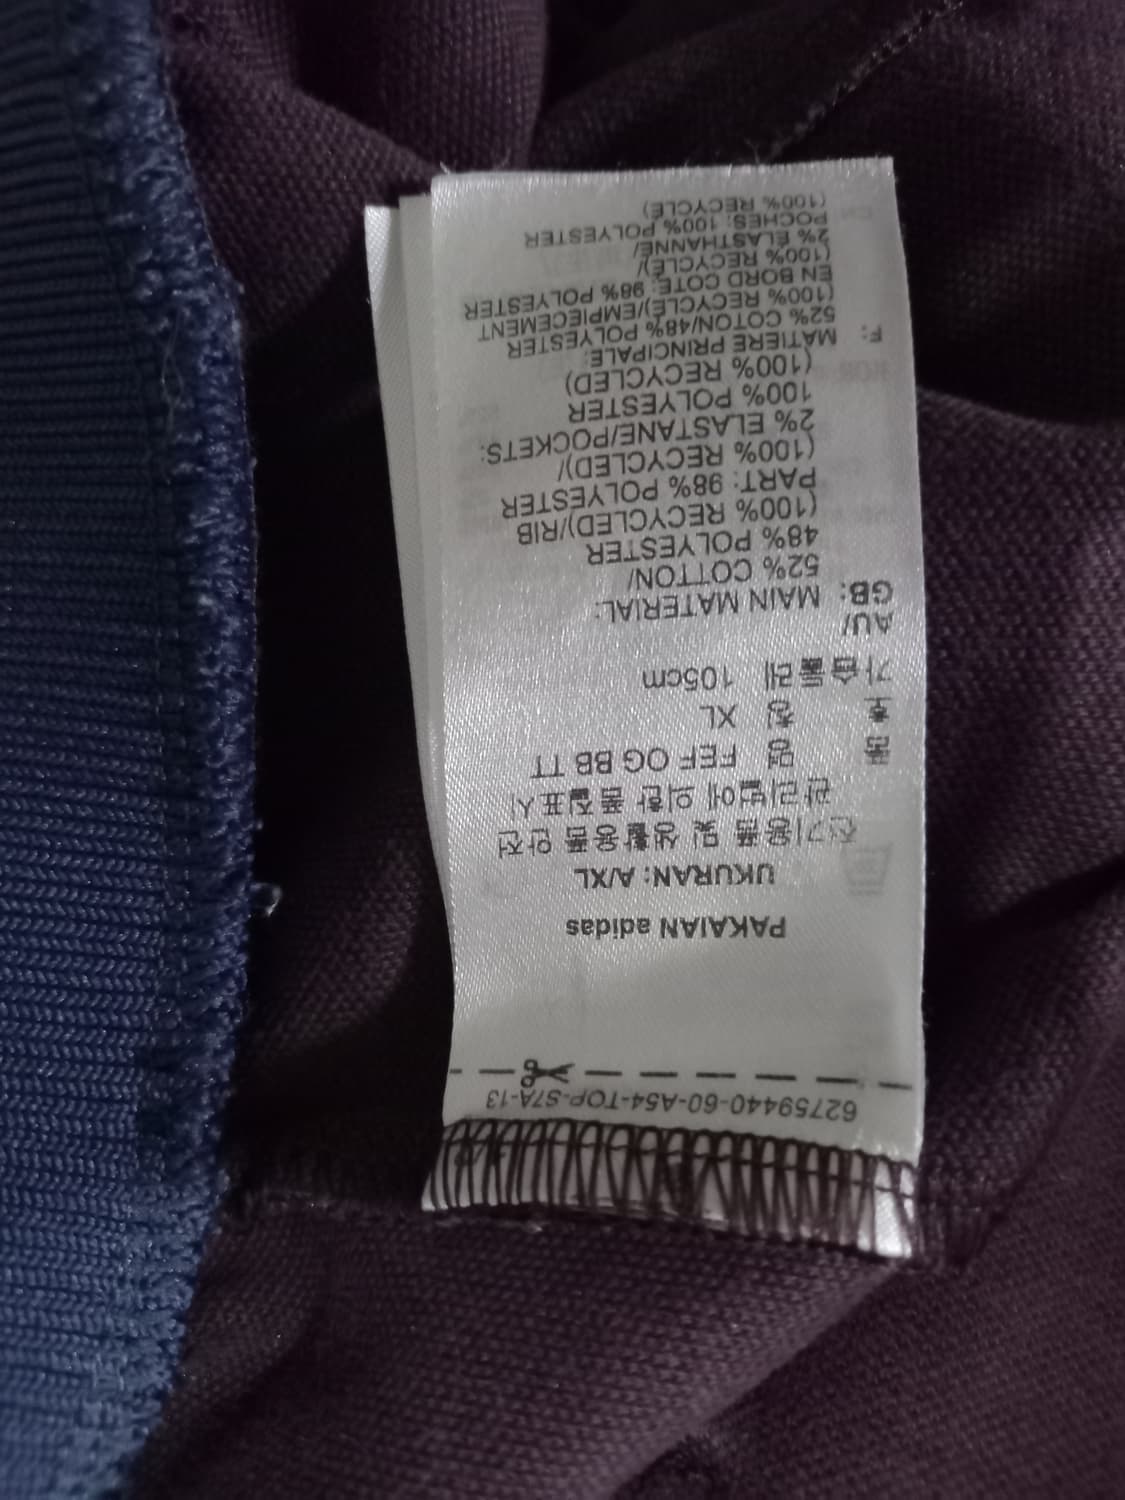 62759440-60-A54-TOP-S7A-13
PAKAIAN adidas
UKURAN: A/XL
전기용품 및 생활용품 안전
관리법에 의한 품질표시
품 명 FEF OG BB TT
호 칭 XL
가슴둘레 105cm
AU/
GB: MAIN MATERIAL:
52% COTTON/
48% POLYESTER
(100% RECYCLED)/RIB
PART: 98% POLYESTER
(100% RECYCLED)/
2% ELASTANE/POCKETS:
100% POLYESTER
(100% RECYCLED)
F: MATIERE PRINCIPALE:
52% COTON/48% POLYESTER
(100% RECYCLE)/EMPIECEMENT
EN BORD COTE: 98% POLYESTER
(100% RECYCLE)/
2% ELASTHANNE/
POCHES: 100% POLYESTER
(100% RECYCLE)